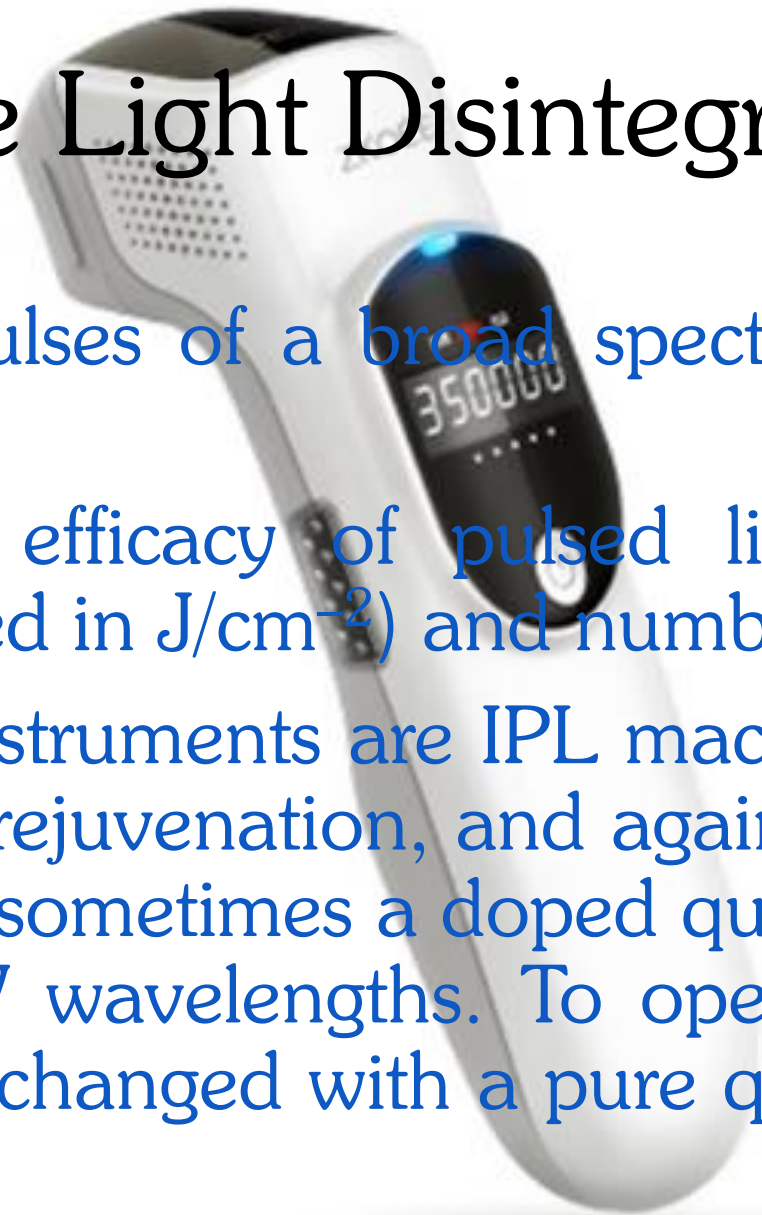 e Light Disintegr
ulses of a broad spect
350000
efficacy of pulsed li
ed in J/cm⁻²) and numb
struments are IPL mac
rejuvenation, and agair
sometimes a doped qu
wavelengths. To ope
changed with a pure q